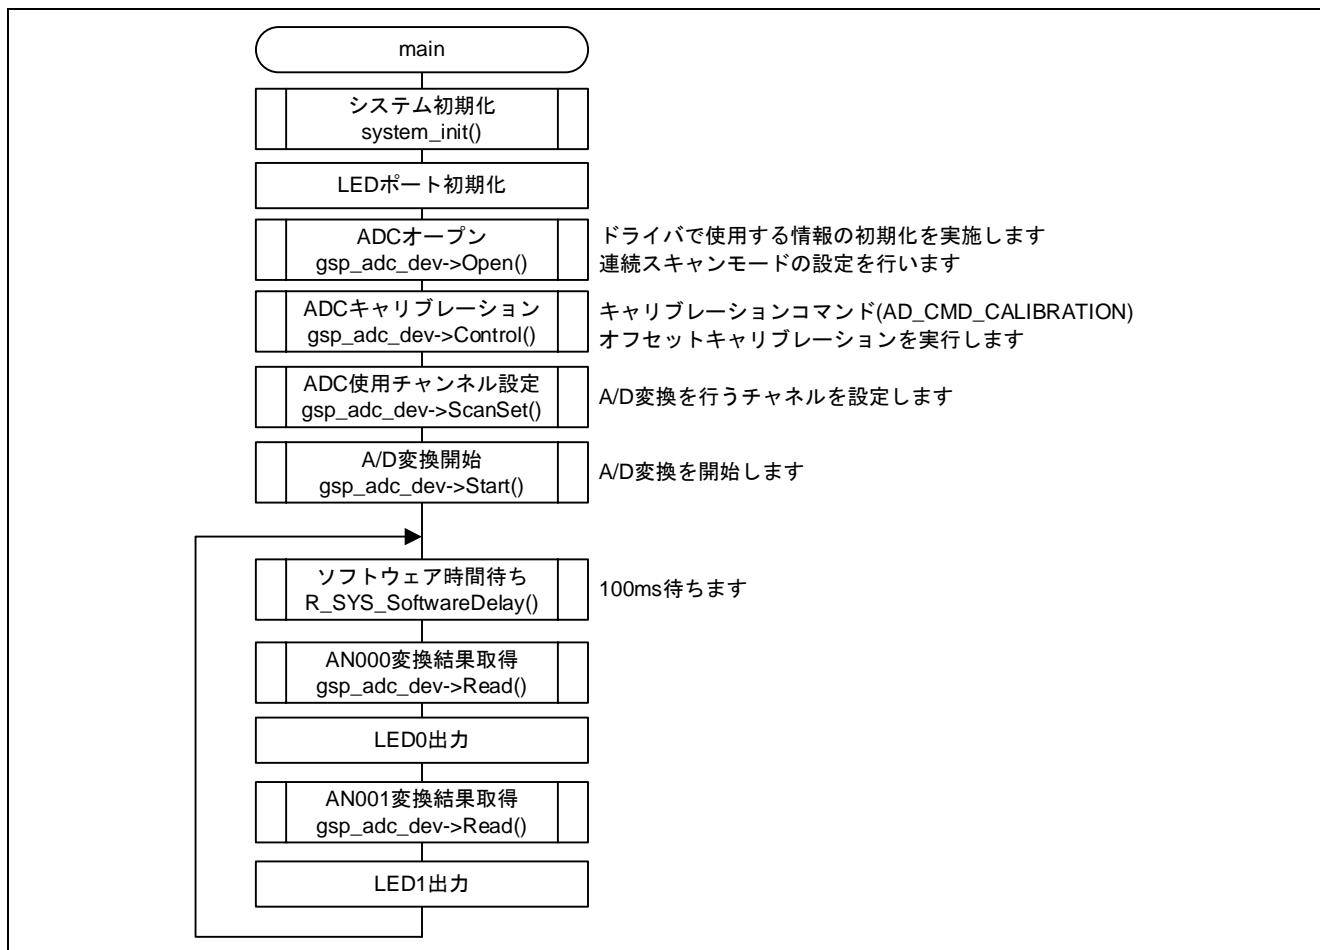 main
システム初期化
system_init()
LEDポート初期化
ADCオープン
gsp_adc_dev->Open()
ドライバで使用する情報の初期化を実施します
連続スキャンモードの設定を行います
ADCキャリブレーション
gsp_adc_dev->Control()
キャリブレーションコマンド(AD_CMD_CALIBRATION)
オフセットキャリブレーションを実行します
ADC使用チャンネル設定
gsp_adc_dev->ScanSet()
A/D変換を行うチャネルを設定します
A/D変換開始
gsp_adc_dev->Start()
A/D変換を開始します
ソフトウェア時間待ち
R_SYS_SoftwareDelay()
100ms待ちます
AN000変換結果取得
gsp_adc_dev->Read()
LED0出力
AN001変換結果取得
gsp_adc_dev->Read()
LED1出力